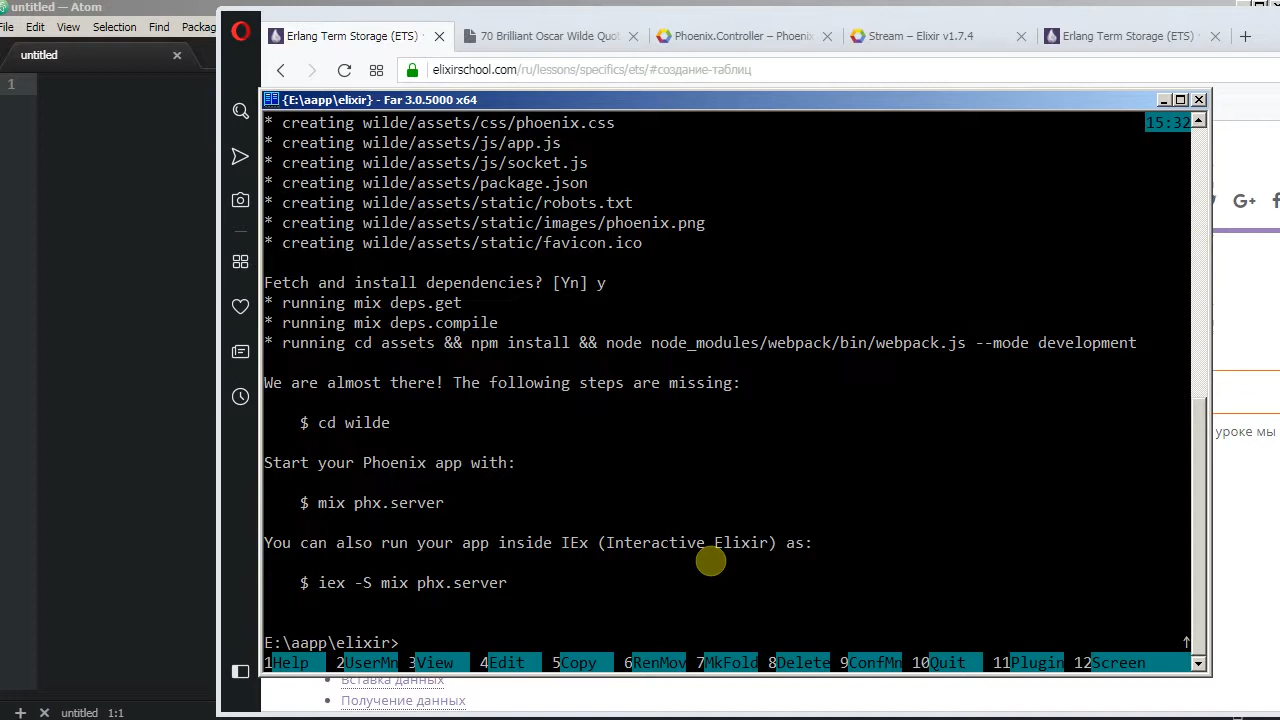 untitled — Atom
File Edit View Selection Find Packag
untitled
1
Erlang Term Storage (ETS)
70 Brilliant Oscar Wilde Quot
Phoenix.Controller – Phoeni
Stream – Elixir v1.7.4
Erlang Term Storage (ETS)
elixirschool.com/ru/lessons/specifics/ets/#создание-таблиц
{E:\aapp\elixir} - Far 3.0.5000 x64
15:32
* creating wilde/assets/css/phoenix.css
* creating wilde/assets/js/app.js
* creating wilde/assets/js/socket.js
* creating wilde/assets/package.json
* creating wilde/assets/static/robots.txt
* creating wilde/assets/static/images/phoenix.png
* creating wilde/assets/static/favicon.ico
Fetch and install dependencies? [Yn] y
* running mix deps.get
* running mix deps.compile
* running cd assets && npm install && node node_modules/webpack/bin/webpack.js --mode development
We are almost there! The following steps are missing:
$ cd wilde
Start your Phoenix app with:
$ mix phx.server
You can also run your app inside IEx (Interactive Elixir) as:
$ iex -S mix phx.server
E:\aapp\elixir>
1Help 2UserMn 3View 4Edit 5Copy 6RenMov 7MkFold 8Delete 9ConfMn 10Quit 11Plugin 12Screen
G+ f
уроке мы
Вставка данных
Получение данных
untitled 1:1